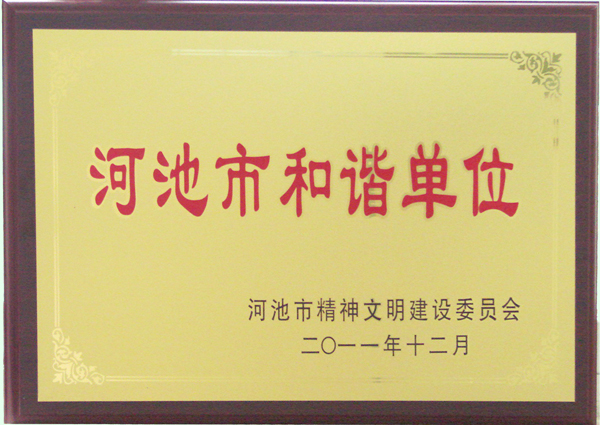 河池市和谐单位
河池市精神文明建设委员会
二〇一一年十二月